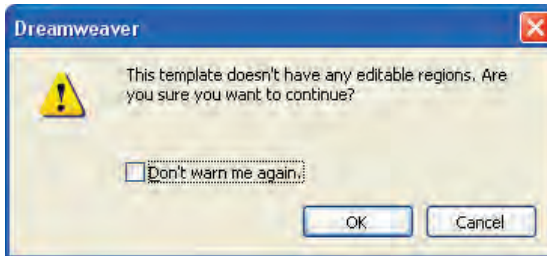 Dreamweaver
This template doesn't have any editable regions. Are
you sure you want to continue?
Don't warn me again.
OK
Cancel